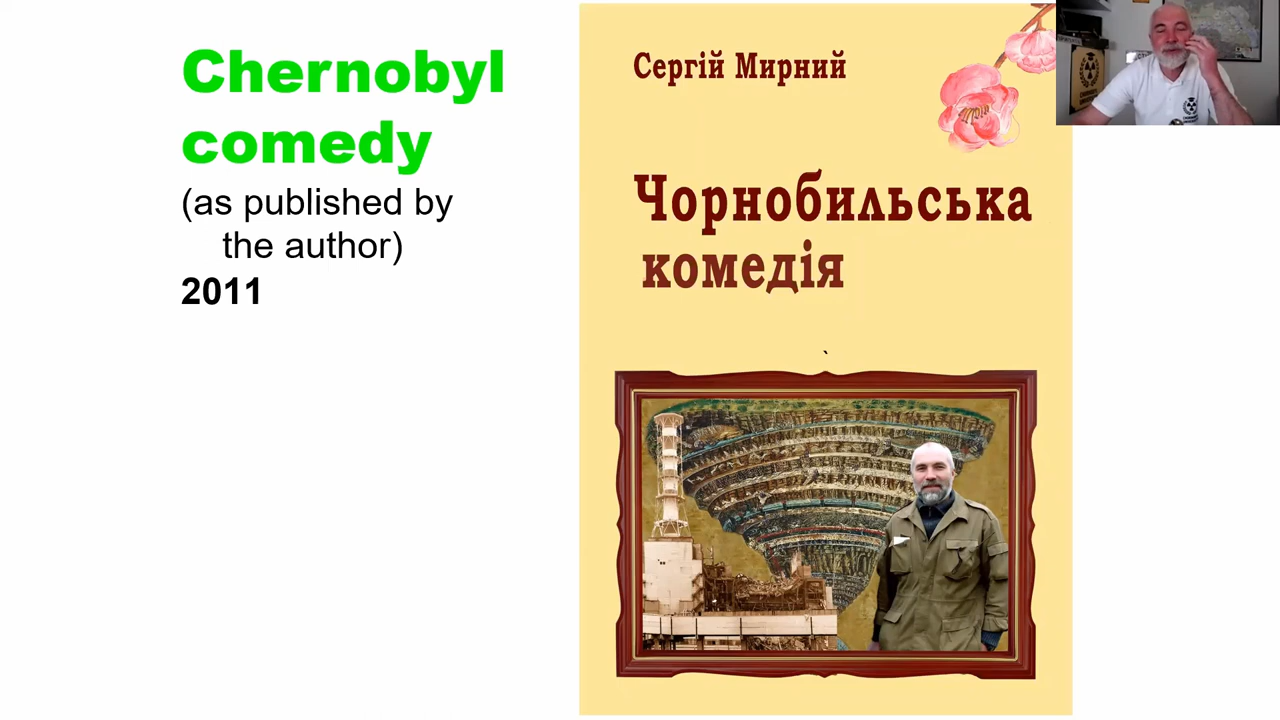 Chernobyl
comedy
(as published by
the author)
2011
Сергій Мирний
Чорнобильська
комедія